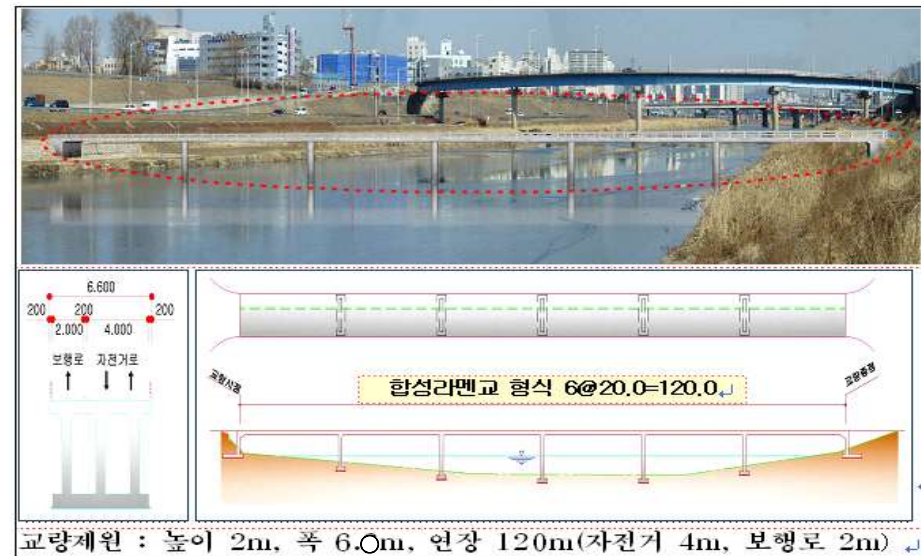 6.600
200 200 200
2.000 4.000
보행로 자전거로
교량시점
교량종점
합성라멘교 형식 6@20.0=120.0
교량제원 : 높이 2m, 폭 6.○m, 연장 120m(자전거 4m, 보행로 2m)